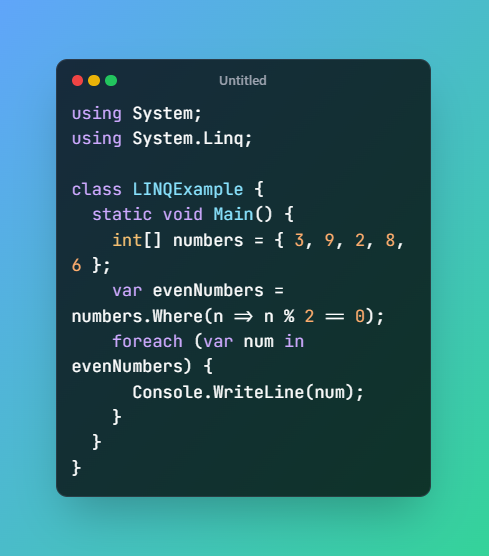 Untitled
using System;
using System.Linq;

class LINQExample {
  static void Main() {
    int[] numbers = { 3, 9, 2, 8,
6 };
    var evenNumbers =
numbers.Where(n => n % 2 == 0);
    foreach (var num in
evenNumbers) {
      Console.WriteLine(num);
    }
  }
}